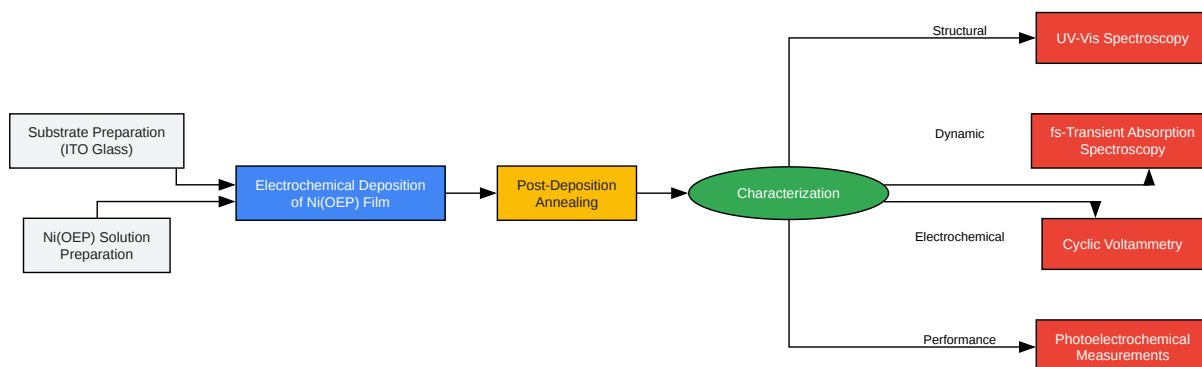 Substrate Preparation
(ITO Glass)
Ni(OEP) Solution
Preparation
Electrochemical Deposition
of Ni(OEP) Film
Post-Deposition
Annealing
Characterization
Structural
UV-Vis Spectroscopy
Dynamic
fs-Transient Absorption
Spectroscopy
Electrochemical
Cyclic Voltammetry
Performance
Photoelectrochemical
Measurements